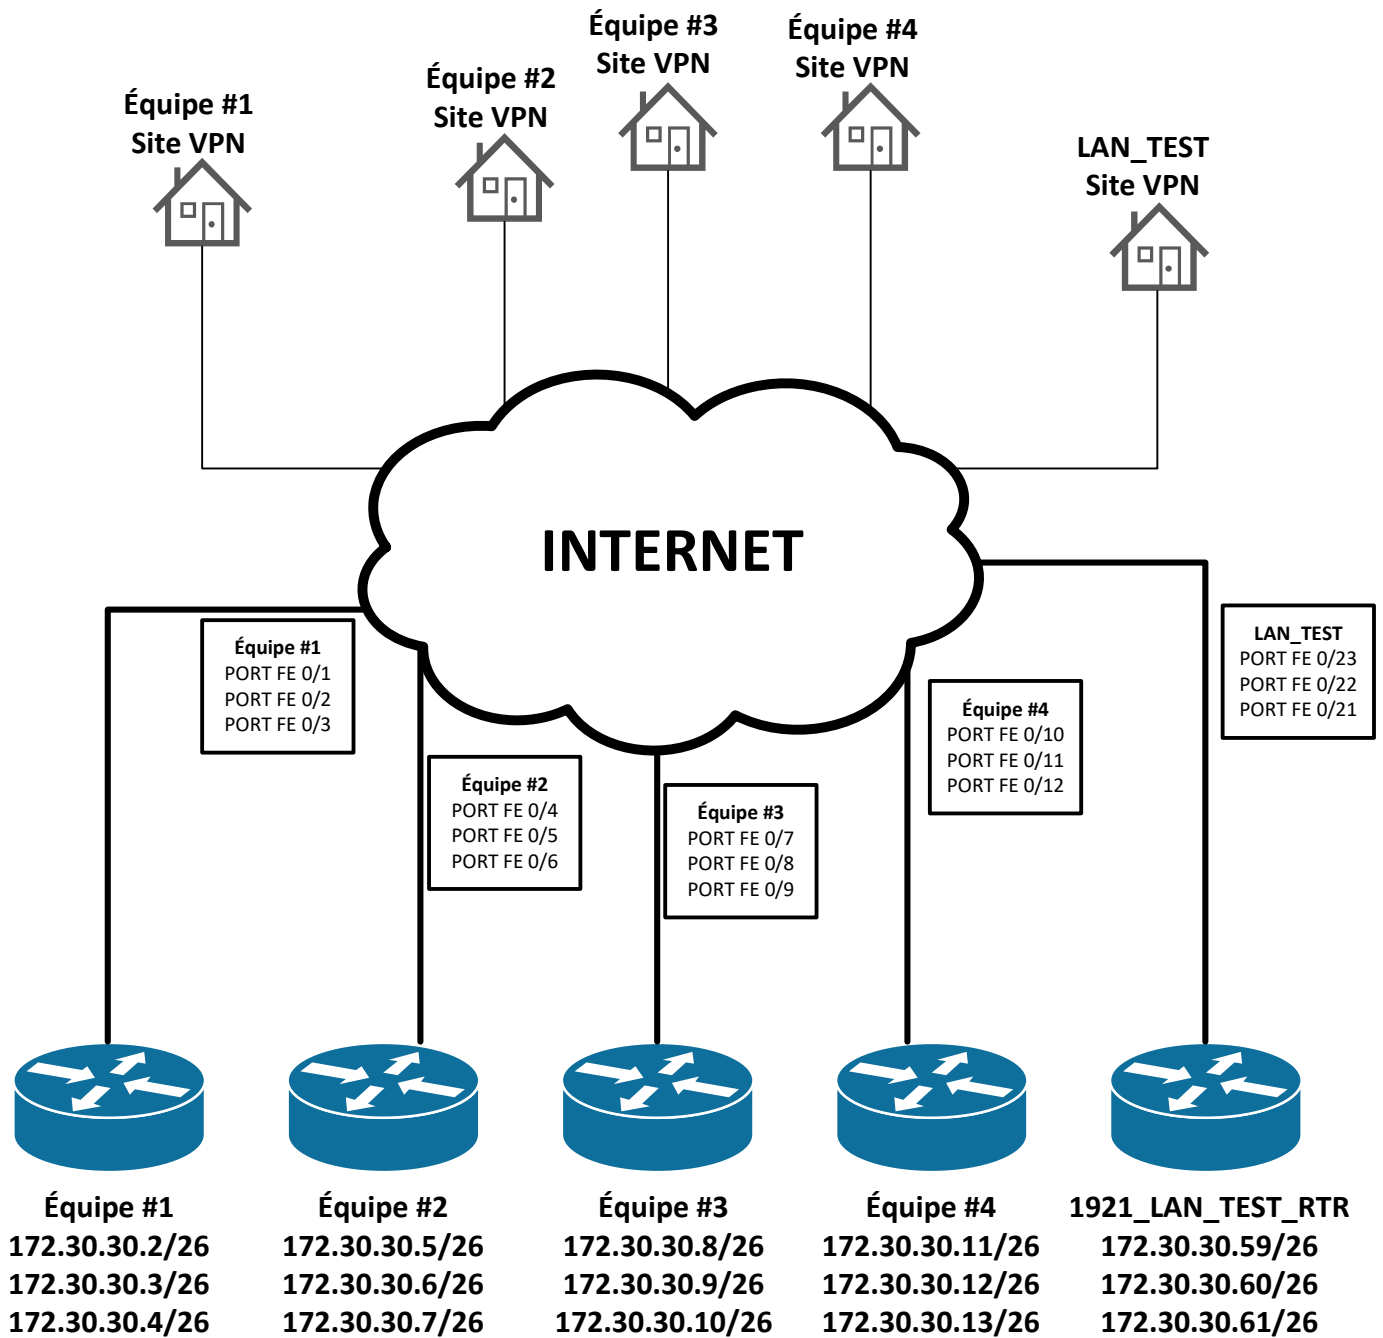 Équipe #1
Site VPN
Équipe #2
Site VPN
Équipe #3
Site VPN
Équipe #4
Site VPN
LAN_TEST
Site VPN
INTERNET
Équipe #1
PORT FE 0/1
PORT FE 0/2
PORT FE 0/3
Équipe #2
PORT FE 0/4
PORT FE 0/5
PORT FE 0/6
Équipe #3
PORT FE 0/7
PORT FE 0/8
PORT FE 0/9
Équipe #4
PORT FE 0/10
PORT FE 0/11
PORT FE 0/12
LAN_TEST
PORT FE 0/23
PORT FE 0/22
PORT FE 0/21
Équipe #1
172.30.30.2/26
172.30.30.3/26
172.30.30.4/26
Équipe #2
172.30.30.5/26
172.30.30.6/26
172.30.30.7/26
Équipe #3
172.30.30.8/26
172.30.30.9/26
172.30.30.10/26
Équipe #4
172.30.30.11/26
172.30.30.12/26
172.30.30.13/26
1921_LAN_TEST_RTR
172.30.30.59/26
172.30.30.60/26
172.30.30.61/26